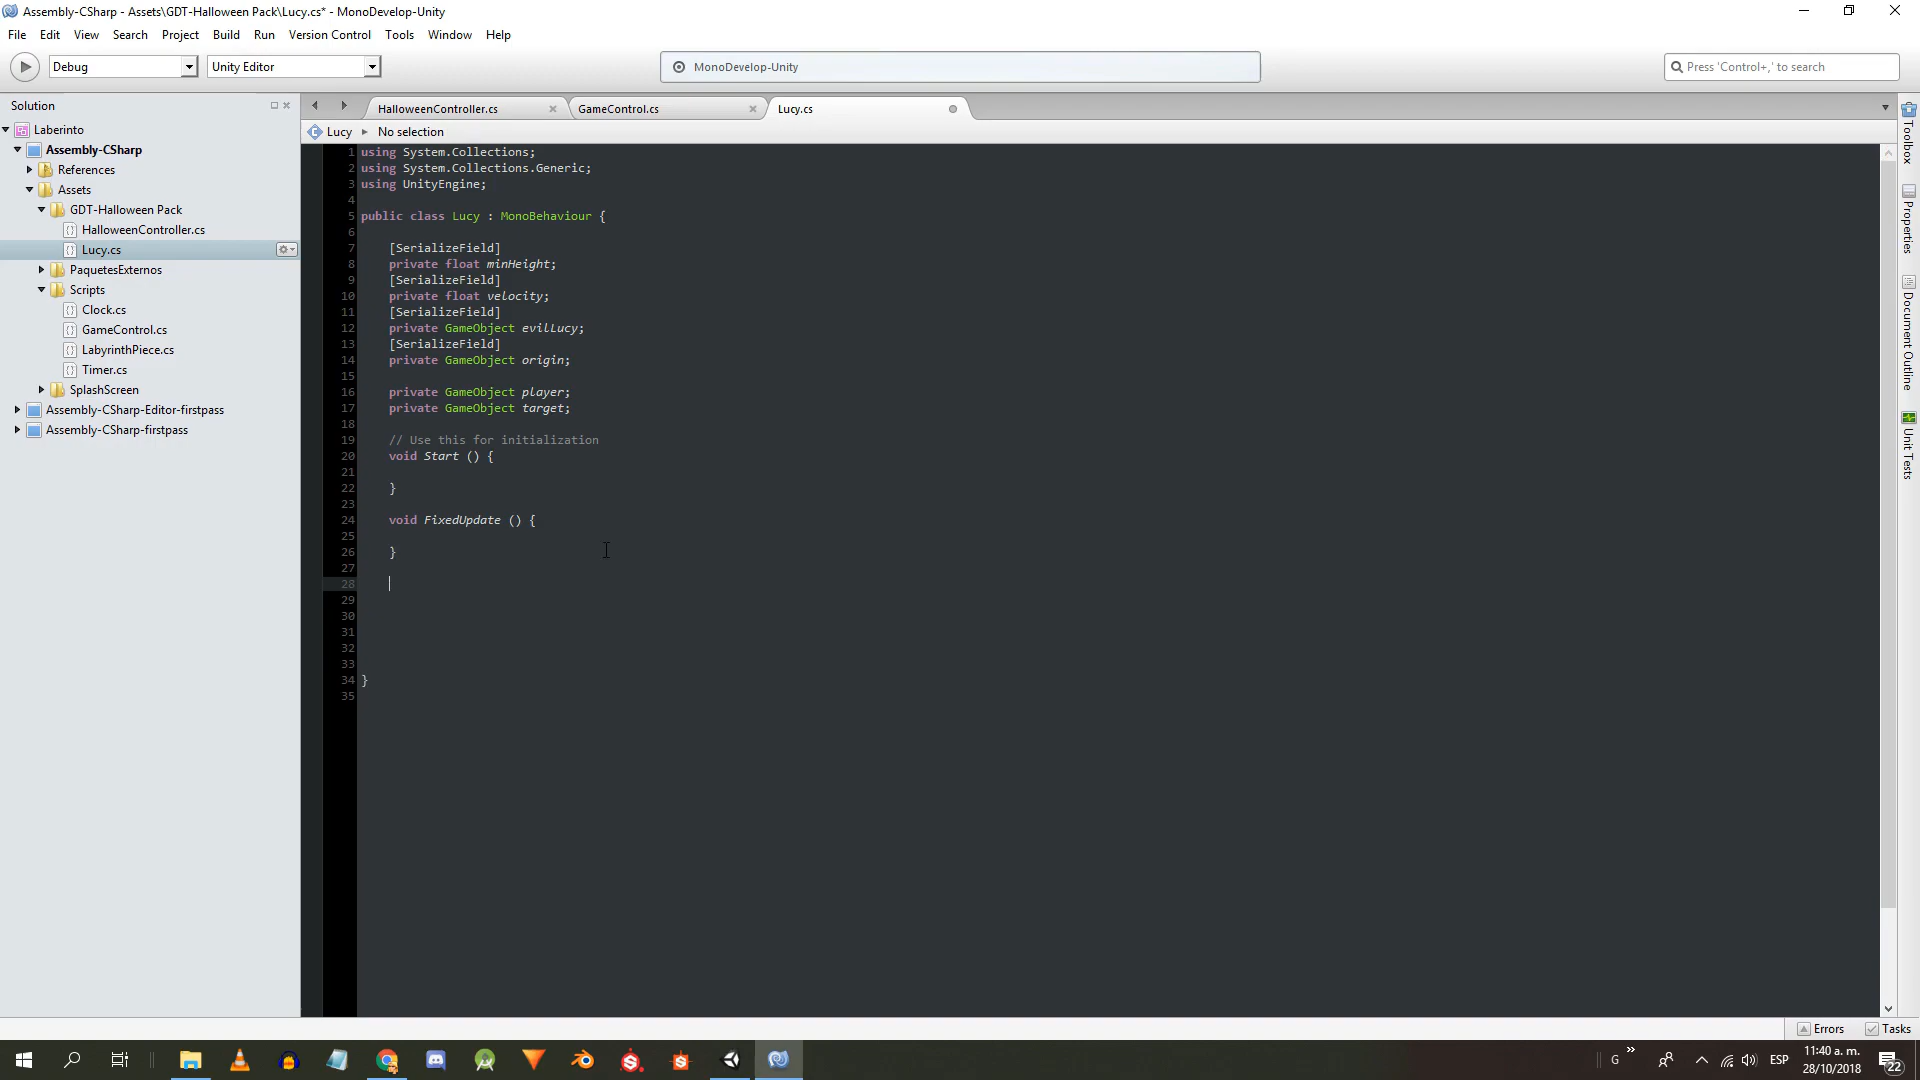 Assembly-CSharp - Assets\GDT-Halloween Pack\Lucy.cs* - MonoDevelop-Unity
File Edit View Search Project Build Run Version Control Tools Window Help
Debug Unity Editor MonoDevelop-Unity Press 'Control+,' to search
Solution
HalloweenController.cs GameControl.cs Lucy.cs
Lucy No selection
Laberinto
Assembly-CSharp
References
Assets
GDT-Halloween Pack
HalloweenController.cs
Lucy.cs
PaquetesExternos
Scripts
Clock.cs
GameControl.cs
LabyrinthPiece.cs
Timer.cs
SplashScreen
Assembly-CSharp-Editor-firstpass
Assembly-CSharp-firstpass
1 using System.Collections;
2 using System.Collections.Generic;
3 using UnityEngine;
4
5 public class Lucy : MonoBehaviour {
6
7 [SerializeField]
8 private float minHeight;
9 [SerializeField]
10 private float velocity;
11 [SerializeField]
12 private GameObject evilLucy;
13 [SerializeField]
14 private GameObject origin;
15
16 private GameObject player;
17 private GameObject target;
18
19 // Use this for initialization
20 void Start () {
21
22 }
23
24 void FixedUpdate () {
25
26 }
27
28
29
30
31
32
33
34 }
35
Toolbox
Properties
Document Outline
Unit Tests
Errors Tasks
G » ESP 11:40 a. m.
28/10/2018 22